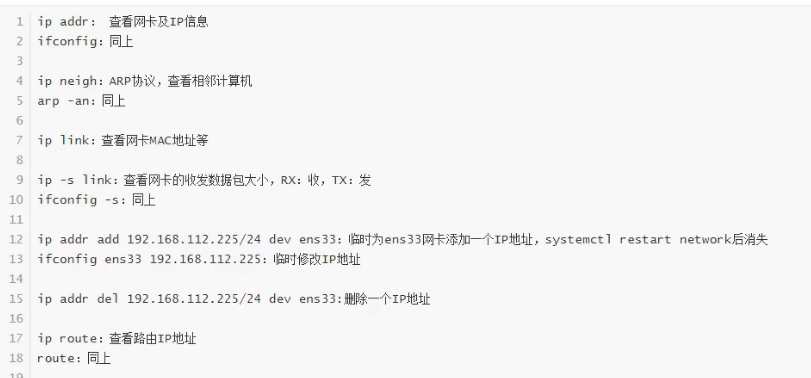 1 ip addr： 查看网卡及IP信息
2 ifconfig：同上
3
4 ip neigh：ARP协议，查看相邻计算机
5 arp -an：同上
6
7 ip link：查看网卡MAC地址等
8
9 ip -s link：查看网卡的收发数据包大小，RX：收，TX：发
10 ifconfig -s：同上
11
12 ip addr add 192.168.112.225/24 dev ens33：临时为ens33网卡添加一个IP地址，systemctl restart network后消失
13 ifconfig ens33 192.168.112.225：临时修改IP地址
14
15 ip addr del 192.168.112.225/24 dev ens33:删除一个IP地址
16
17 ip route：查看路由IP地址
18 route：同上
19